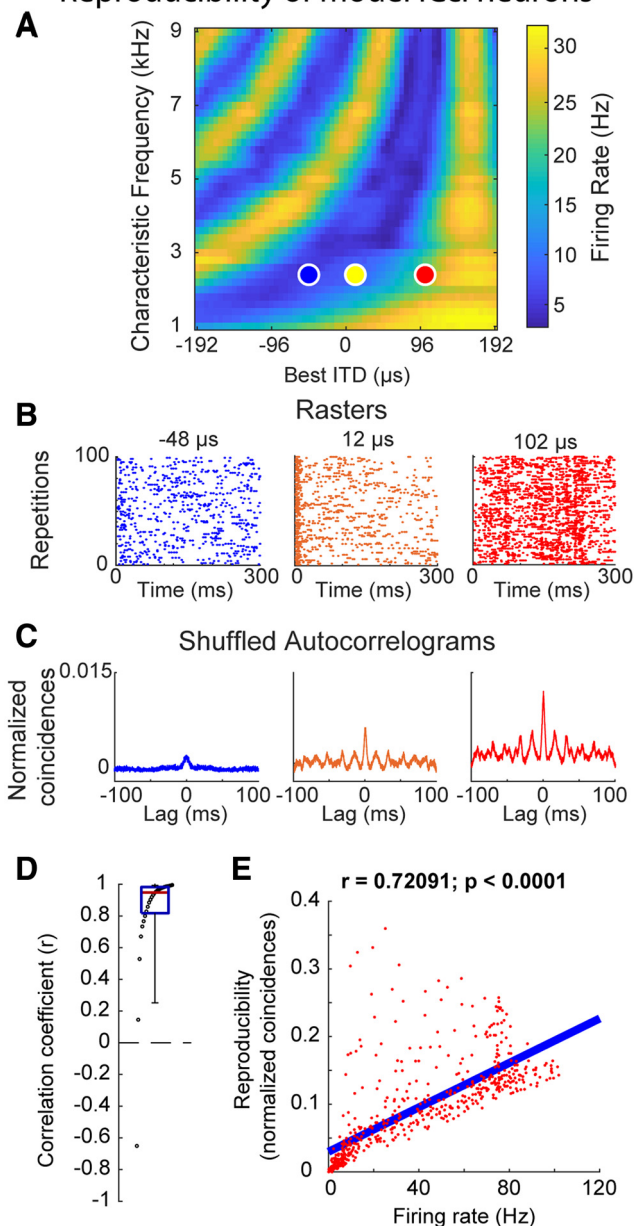 Reproducibility of model ICx neurons
A
Characteristic Frequency (kHz)
9
7
5
3
1
-192
-96
0
96
192
Best ITD (µs)
30
25
20
15
10
5
Firing Rate (Hz)
B
Rasters
-48 µs
12 µs
102 µs
Repetitions
100
0
0
300
0
300
0
300
Time (ms)
Time (ms)
Time (ms)
C
Shuffled Autocorrelograms
Normalized
coincidences
0.015
0
-100
0
100
-100
0
100
-100
0
100
Lag (ms)
Lag (ms)
Lag (ms)
D
Correlation coefficient (r)
1
0.8
0.6
0.4
0.2
0
-0.2
-0.4
-0.6
-0.8
-1
E
r = 0.72091; p < 0.0001
Reproducibility
(normalized coincidences)
0.4
0.3
0.2
0.1
0
0
40
80
120
Firing rate (Hz)